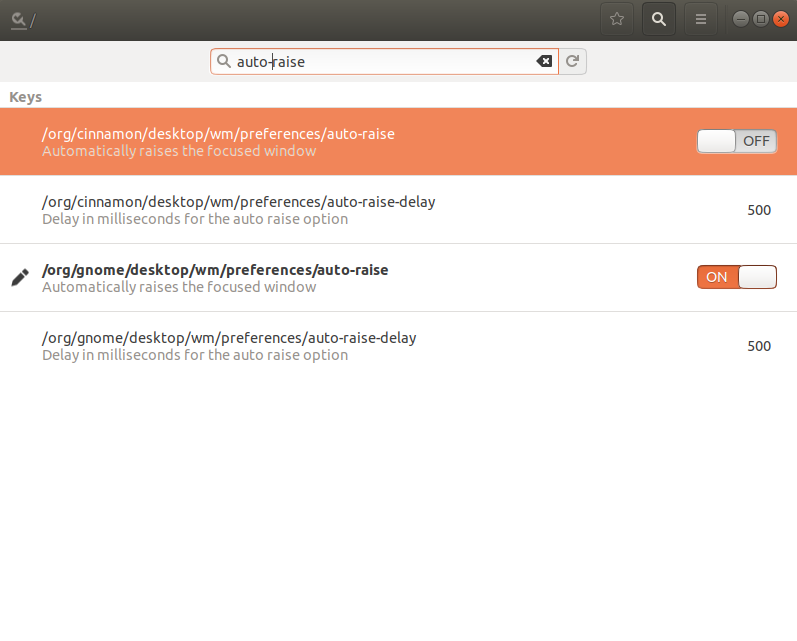 /
auto-raise
Keys
/org/cinnamon/desktop/wm/preferences/auto-raise
Automatically raises the focused window
OFF
/org/cinnamon/desktop/wm/preferences/auto-raise-delay
Delay in milliseconds for the auto raise option
500
/org/gnome/desktop/wm/preferences/auto-raise
Automatically raises the focused window
ON
/org/gnome/desktop/wm/preferences/auto-raise-delay
Delay in milliseconds for the auto raise option
500